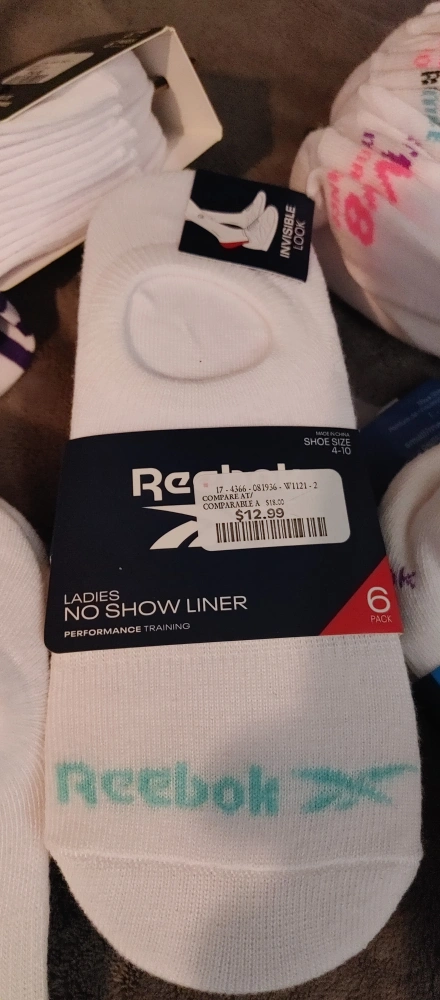 INVISIBLE
LOOK
MADE IN CHINA
SHOE SIZE
4-10
Reebok
17 - 4366 - 081936 - W1121 - 2
COMPARE AT/
COMPARABLE A $18.00
$12.99
LADIES
NO SHOW LINER
PERFORMANCE TRAINING
6
PACK
Reebok